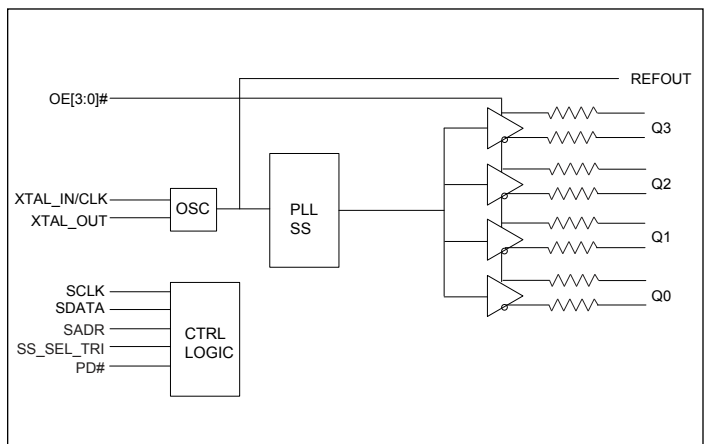 REFOUT
OE[3:0]#
Q3
Q2
XTAL_IN/CLK
XTAL_OUT
OSC
PLL
SS
Q1
Q0
SCLK
SDATA
SADR
SS_SEL_TRI
PD#
CTRL
LOGIC